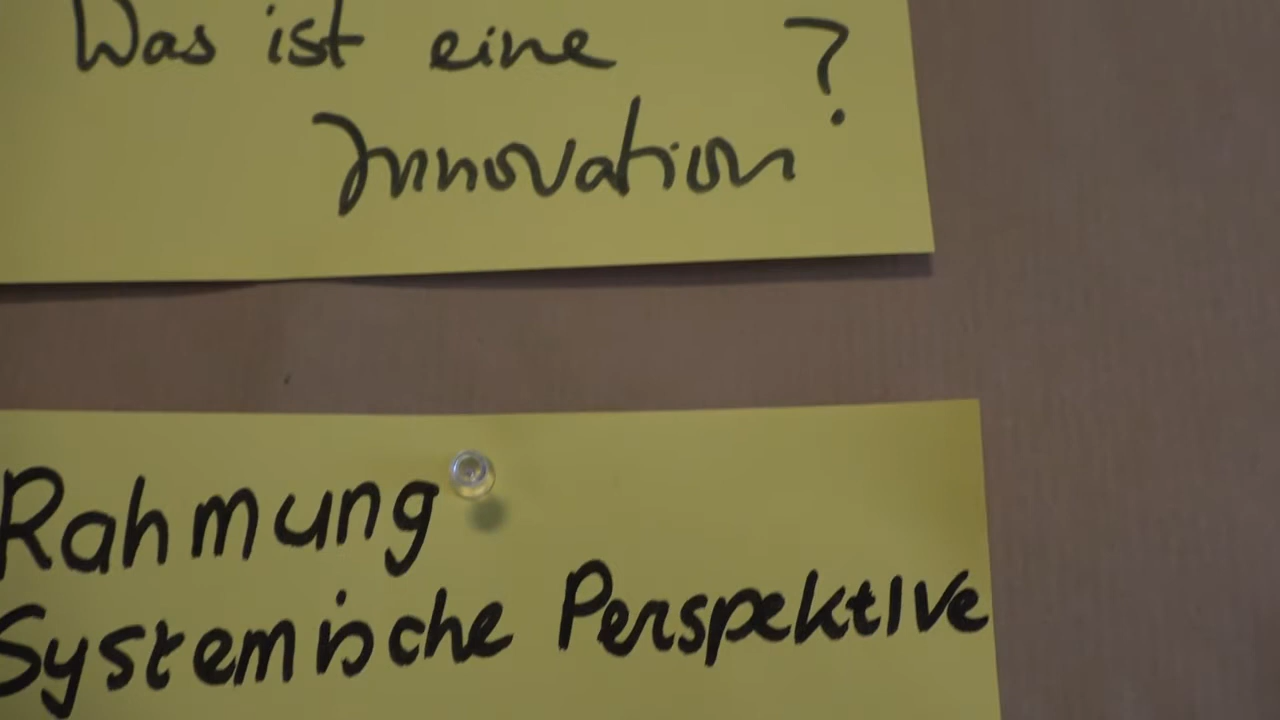 Was ist eine ?
Innovation
Rahmung
Systemische Perspektive